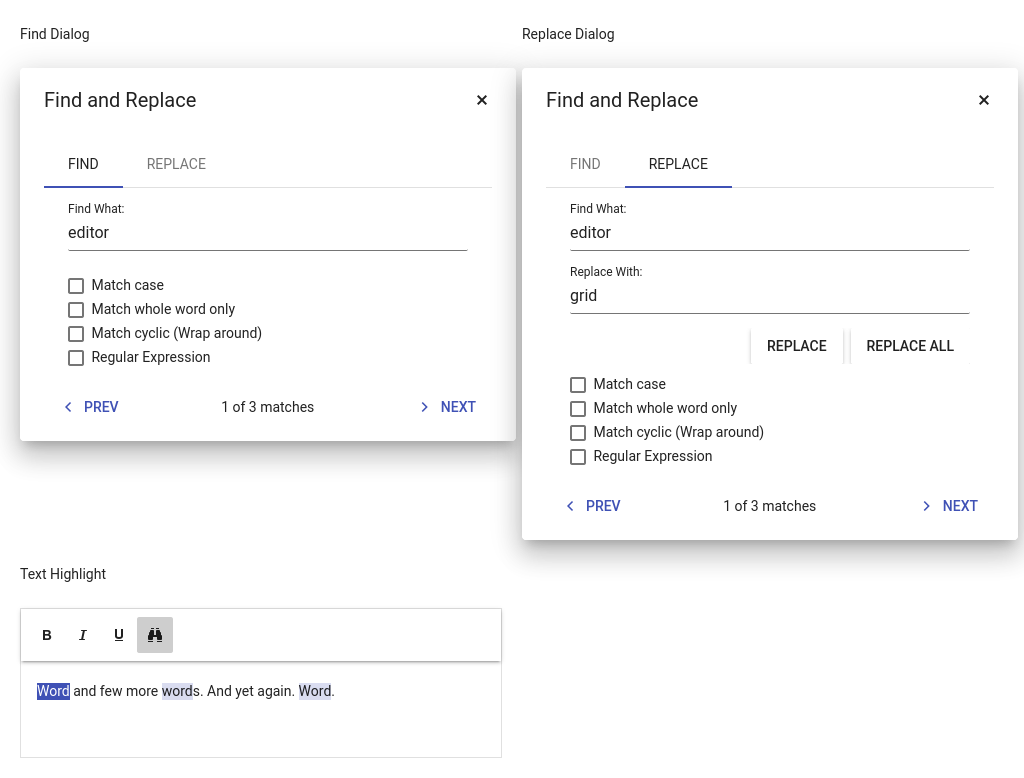 Find Dialog
Find and Replace
FIND REPLACE
Find What:
editor
Match case
Match whole word only
Match cyclic (Wrap around)
Regular Expression
PREV 1 of 3 matches NEXT
Replace Dialog
Find and Replace
FIND REPLACE
Find What:
editor
Replace With:
grid
REPLACE REPLACE ALL
Match case
Match whole word only
Match cyclic (Wrap around)
Regular Expression
PREV 1 of 3 matches NEXT
Text Highlight
B I U
Word and few more words. And yet again. Word.